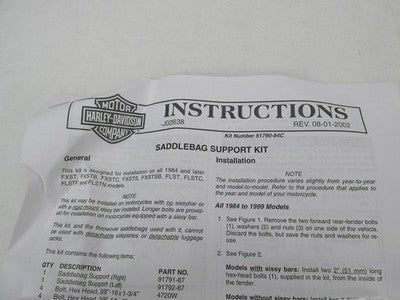 MOTOR
HARLEY-DAVIDSON
COMPANY
INSTRUCTIONS
-J02638
REV. 08-01-2002
Kit Number 91790-84C
SADDLEBAG SUPPORT KIT
General
This kit is designed for installation on all 1984 and later
FXST, FXSTB, FXSTC, FXSTS, FXSTSB, FLST, FLSTC,
FLSTF and FLSTN models.
NOTE
This kit may be installed on motorcycles with no sissybar or
with a rigid mount sissy bar installed. Longer bolts are provid-
ed for installation on motorcycles equipped with a sissy bar.
This kit, and the throwover saddlebags used with it, cannot
be used with detachable sideplates or detachable luggage
racks.
QTY DESCRIPTION PART NO.
1 Saddlebag Support (Right) 91791-87
1 Saddlebag Support (Left) 91792-87
4 Bolt, Hex Head, 5/16-18 x 1-3/4" 4720W
Bolt, Hex Head
Installation
NOTE
The installation procedure varies slightly from year-to-year
and model-to-model. Refer to the procedure that applies to
the year and model of your motorcycle.
All 1984 to 1999 Models
1. See Figure 1. Remove the two forward rear-fender bolts
(1), washers (2) and nuts (3) on one side of the vehicle.
Discard the bolts, but save the nuts and washers for re-
use.
2. See Figure 2.
Models with sissy bars: Install two 2" (51 mm) long
hex-head bolts (1), supplied in the kit, from the inside of
the fender.
Models without